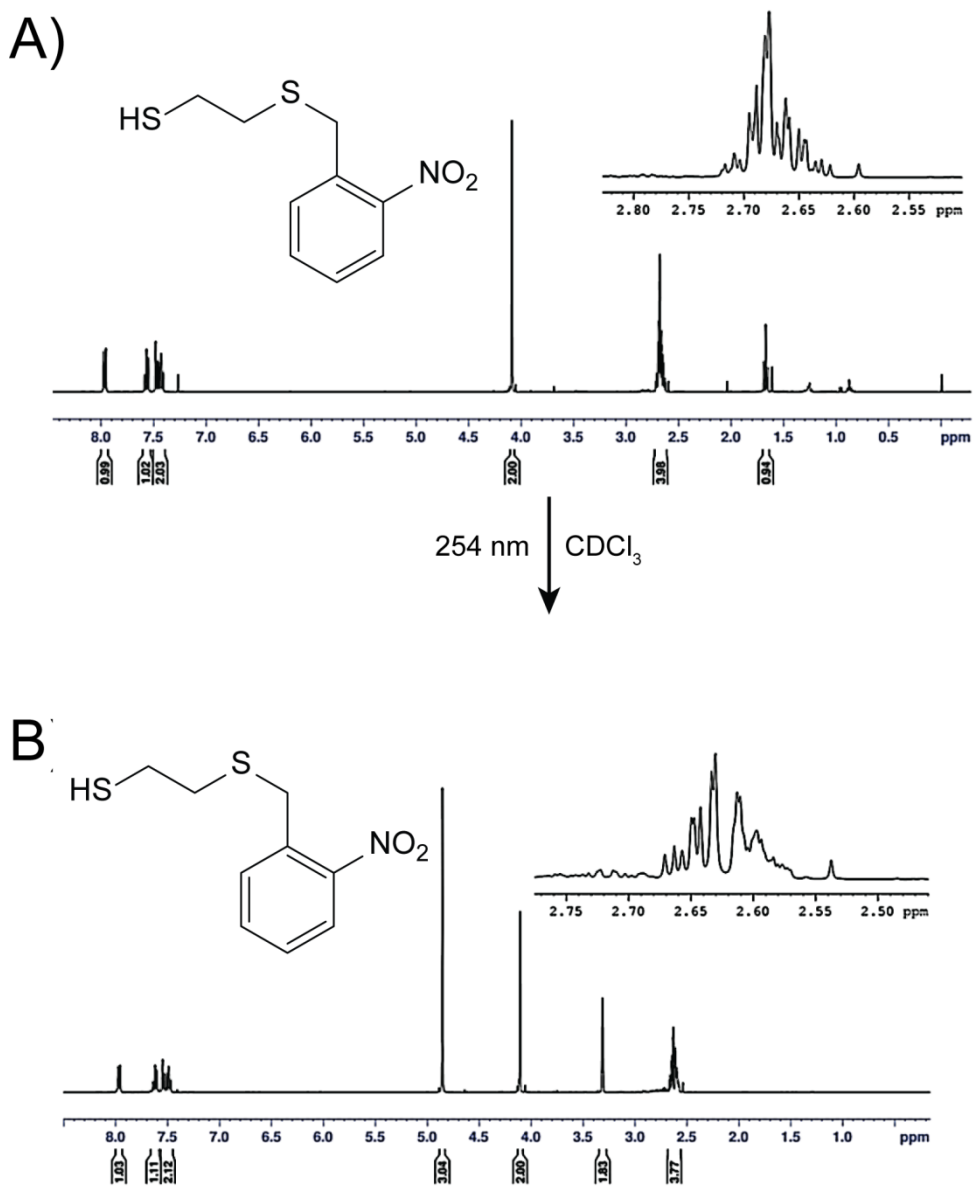 A)
HS
S
NO2
2.80 2.75 2.70 2.65 2.60 2.55 ppm
8.0 7.5 7.0 6.5 6.0 5.5 5.0 4.5 4.0 3.5 3.0 2.5 2.0 1.5 1.0 0.5 ppm
0.99 1.02 2.03 2.00 3.98 0.94
254 nm CDCl3
B)
HS
S
NO2
2.75 2.70 2.65 2.60 2.55 2.50 ppm
8.0 7.5 7.0 6.5 6.0 5.5 5.0 4.5 4.0 3.5 3.0 2.5 2.0 1.5 1.0 ppm
1.03 1.11 2.12 3.04 2.00 1.83 3.77